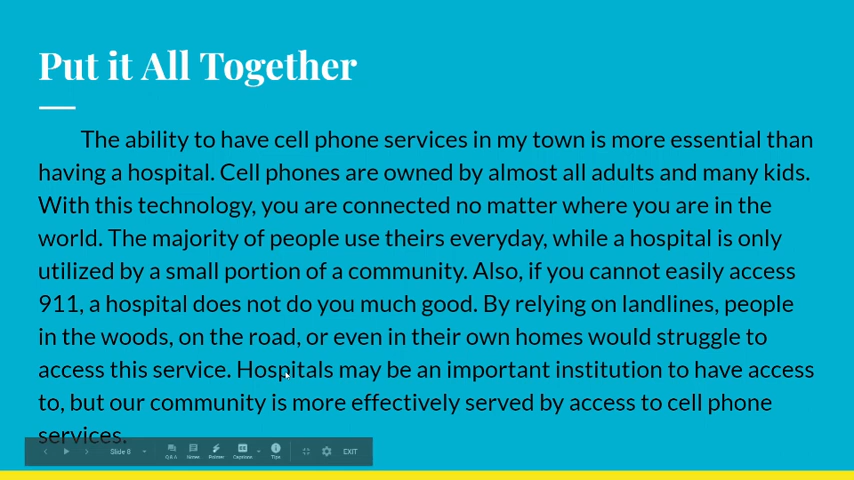 Put it All Together
The ability to have cell phone services in my town is more essential than
having a hospital. Cell phones are owned by almost all adults and many kids.
With this technology, you are connected no matter where you are in the
world. The majority of people use theirs everyday, while a hospital is only
utilized by a small portion of a community. Also, if you cannot easily access
911, a hospital does not do you much good. By relying on landlines, people
in the woods, on the road, or even in their own homes would struggle to
access this service. Hospitals may be an important institution to have access
to, but our community is more effectively served by access to cell phone
services.
Slide 8 Q&A Notes Pointer Captions Tips EXIT